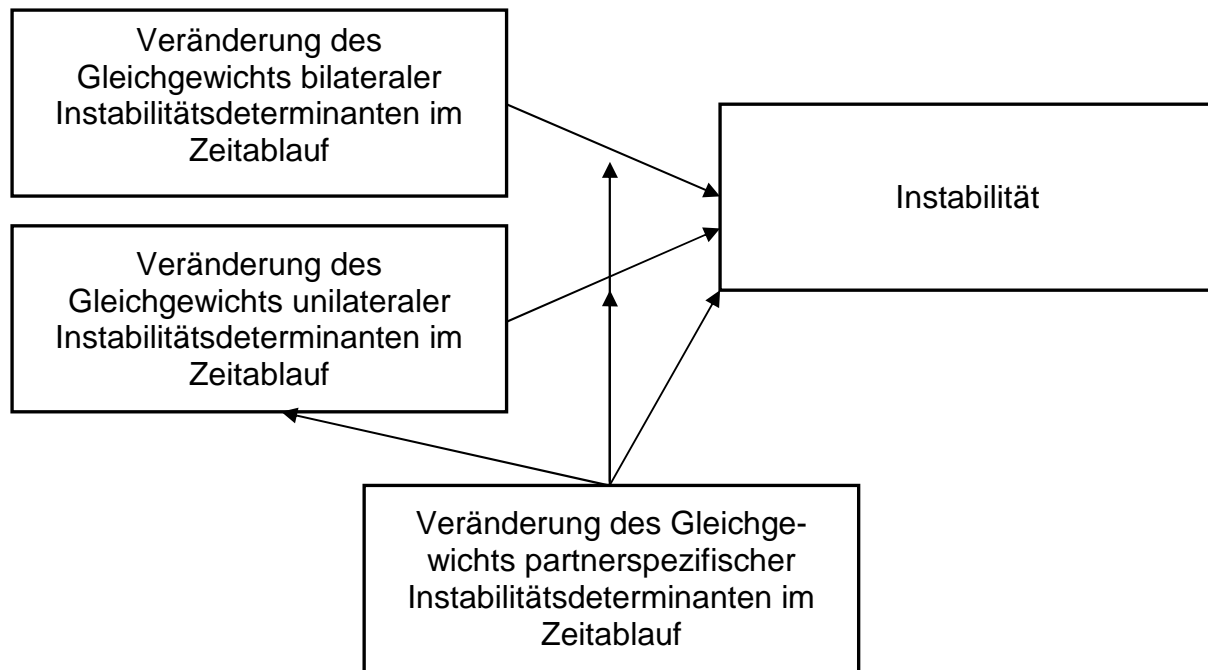 Veränderung des
Gleichgewichts bilateraler
Instabilitätsdeterminanten im
Zeitablauf
Instabilität
Veränderung des
Gleichgewichts unilateraler
Instabilitätsdeterminanten im
Zeitablauf
Veränderung des Gleichge-
wichts partnerspezifischer
Instabilitätsdeterminanten im
Zeitablauf